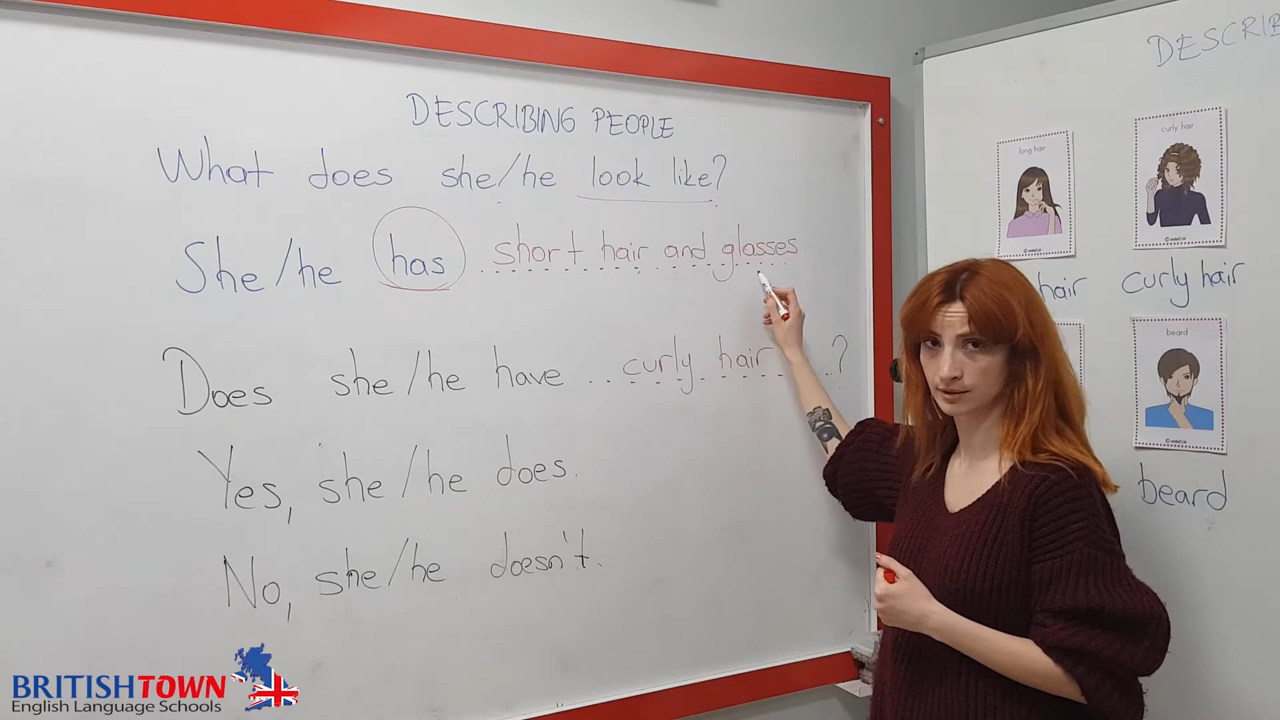 DESCRIBING PEOPLE
What does she/he look like?
She/he has short hair and glasses
Does she/he have curly hair ?
Yes, she/he does.
No, she/he doesn't.
DESCRIB
long hair
curly hair
hair
curly hair
beard
beard
BRITISHTOWN
English Language Schools